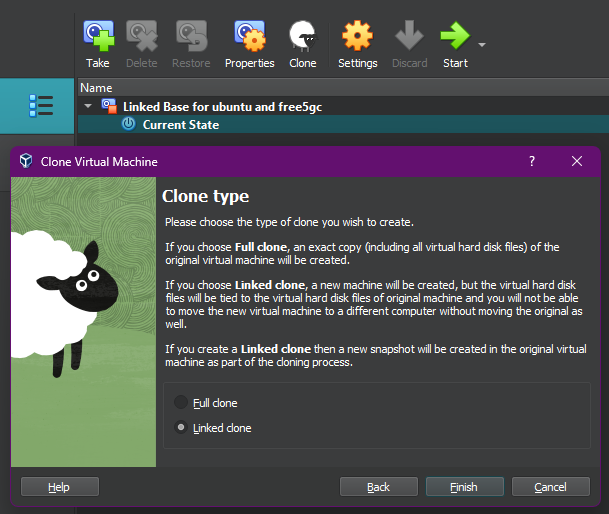 Take Delete Restore Properties Clone Settings Discard Start
Name
Linked Base for ubuntu and free5gc
Current State
Clone Virtual Machine
?
Clone type
Please choose the type of clone you wish to create.
If you choose Full clone, an exact copy (including all virtual hard disk files) of the
original virtual machine will be created.
If you choose Linked clone, a new machine will be created, but the virtual hard disk
files will be tied to the virtual hard disk files of original machine and you will not be able
to move the new virtual machine to a different computer without moving the original as
well.
If you create a Linked clone then a new snapshot will be created in the original virtual
machine as part of the cloning process.
Full clone
Linked clone
Help Back Finish Cancel